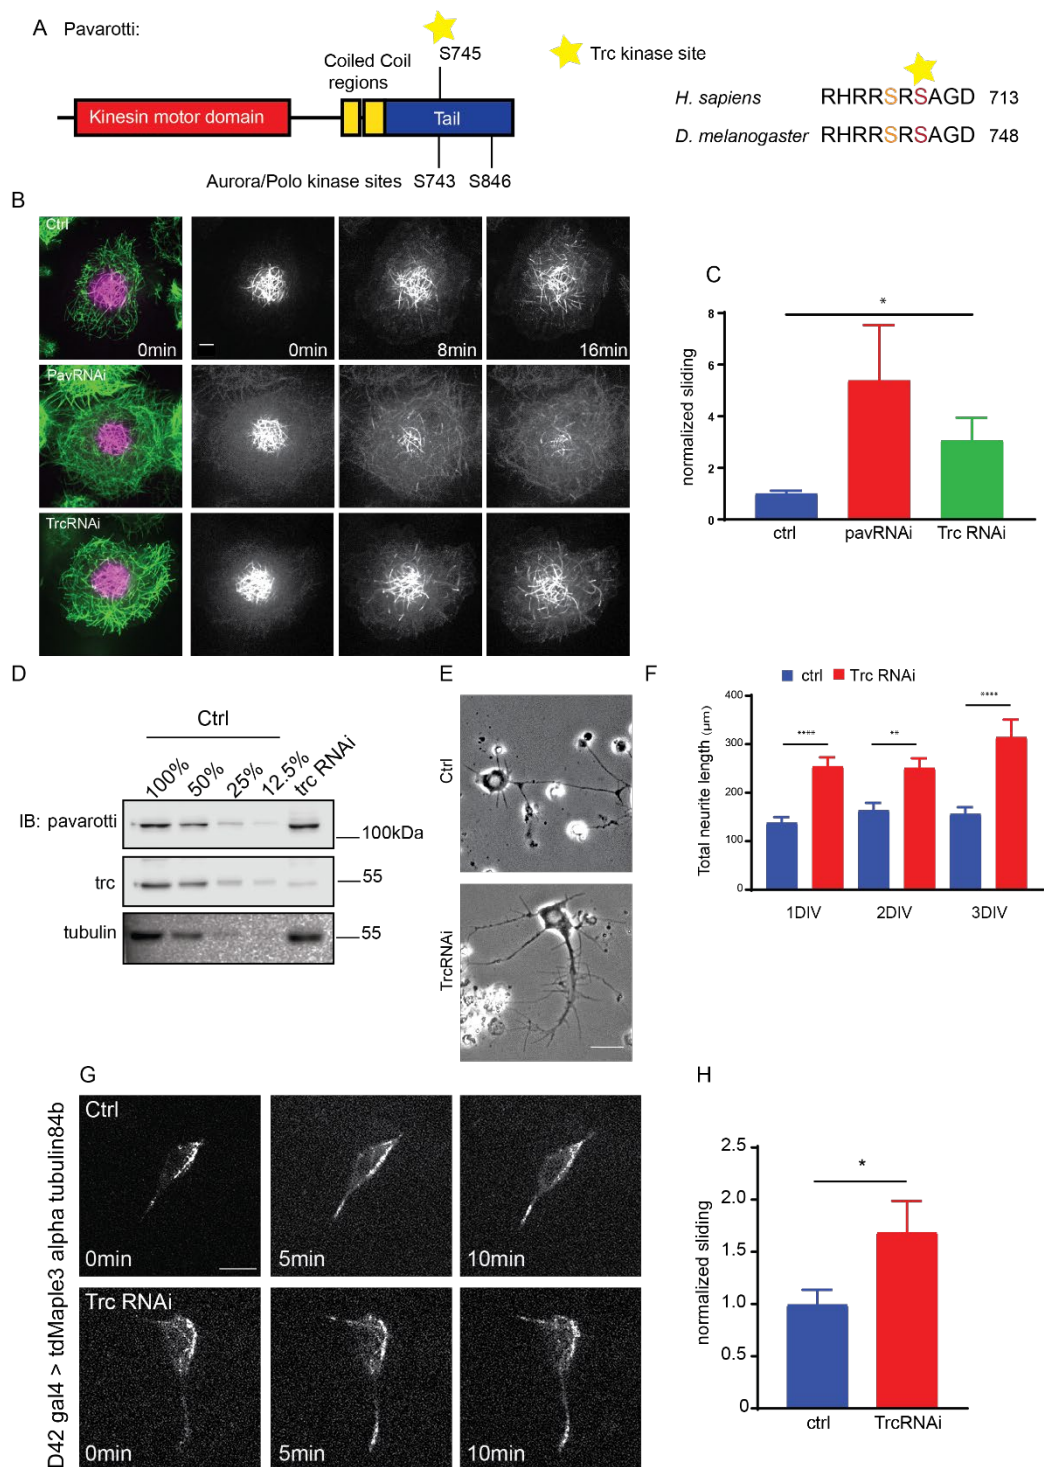 A Pavarotti:
S745
Trc kinase site
Coiled Coil
regions
Kinesin motor domain
Tail
Aurora/Polo kinase sites S743 S846
H. sapiens RHRRSRSAGD 713
D. melanogaster RHRRSRSAGD 748
B
Ctrl
0min
0min
8min
16min
PavRNAi
TrcRNAi
C
*
normalized sliding
8
6
4
2
0
ctrl pavRNAi Trc RNAi
D
Ctrl
100% 50% 25% 12.5% trc RNAi
IB: pavarotti
100kDa
trc
55
tubulin
55
E
Ctrl
TrcRNAi
F
ctrl Trc RNAi
Total neurite length (μm)
400
300
200
100
0
**** ** ****
1DIV 2DIV 3DIV
G
D42 gal4 > tdMaple3 alpha tubulin84b
Ctrl
0min
5min
10min
Trc RNAi
0min
5min
10min
H
*
normalized sliding
2.5
2.0
1.5
1.0
0.5
0
ctrl TrcRNAi